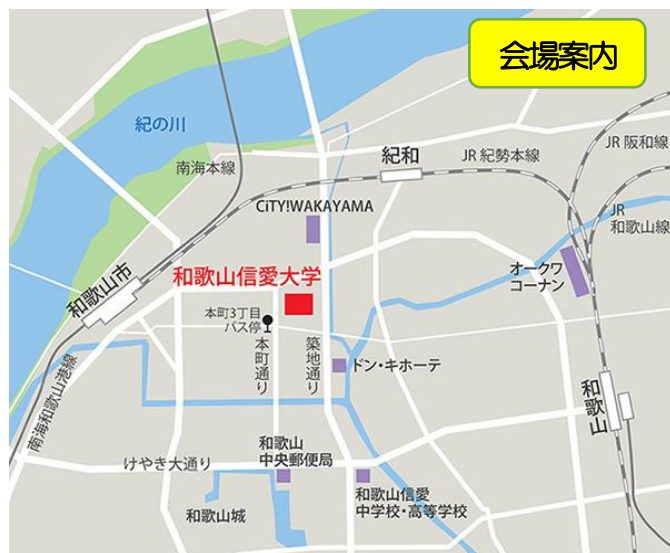 会場案内
紀の川
南海本線
紀和
JR 紀勢本線
JR 阪和線
JR
和歌山線
CiTY!WAKAYAMA
オークワ
コーナン
和歌山市
和歌山信愛大学
本町3丁目
バス停
本町通り
築地通り
ドン・キホーテ
南海和歌山港線
和歌山
けやき大通り
和歌山
中央郵便局
和歌山城
和歌山信愛
中学校・高等学校